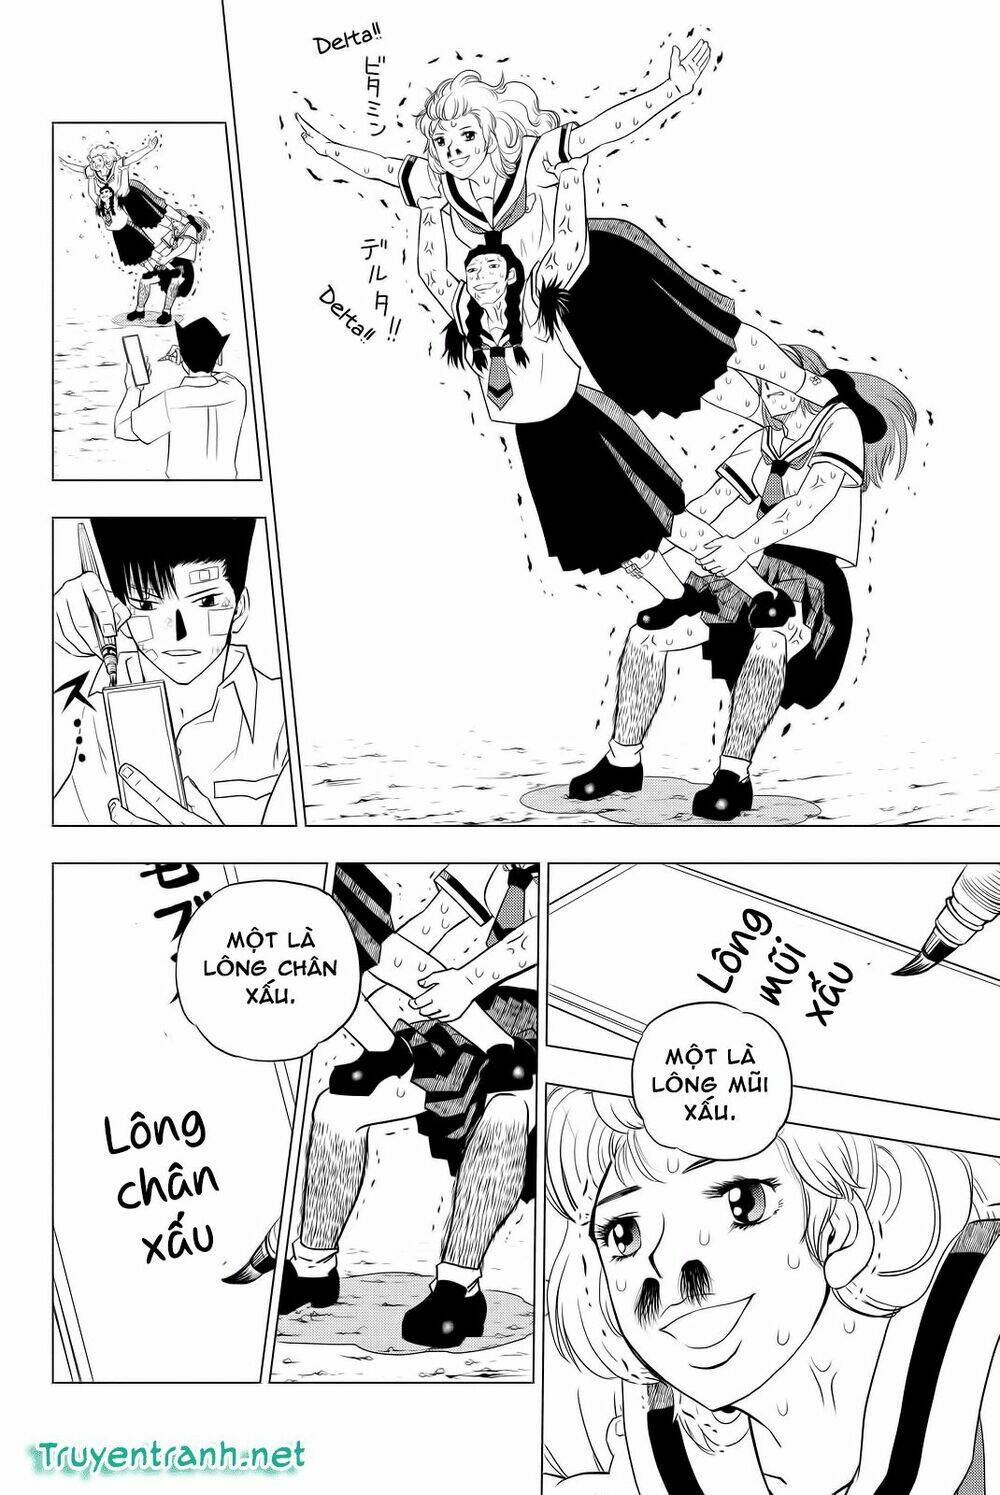 Delta!!
ビタミン
デルタ!!
Delta!!
ス…
Lông
mũi
xấu
MỘT LÀ
LÔNG MŨI
XẤU.
MỘT LÀ
LÔNG CHÂN
XẤU.
Lông
chân
xấu
Truyentranh.net